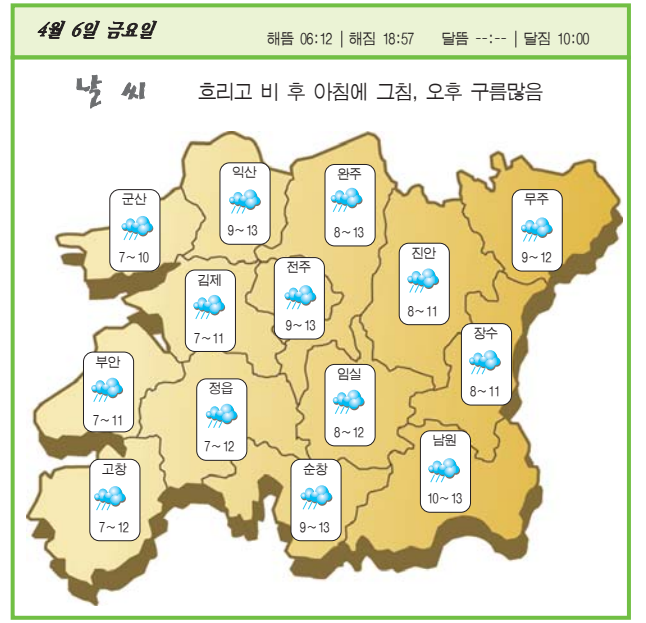 4월 6일 금요일
해뜸 06:12 | 해짐 18:57 달뜸 --:-- | 달짐 10:00
날 씨 흐리고 비 후 아침에 그침, 오후 구름많음
익산
9~13
완주
8~13
군산
7~10
무주
9~12
진안
8~11
전주
9~13
김제
7~11
장수
8~11
부안
7~11
임실
8~12
정읍
7~12
남원
10~13
고창
7~12
순창
9~13